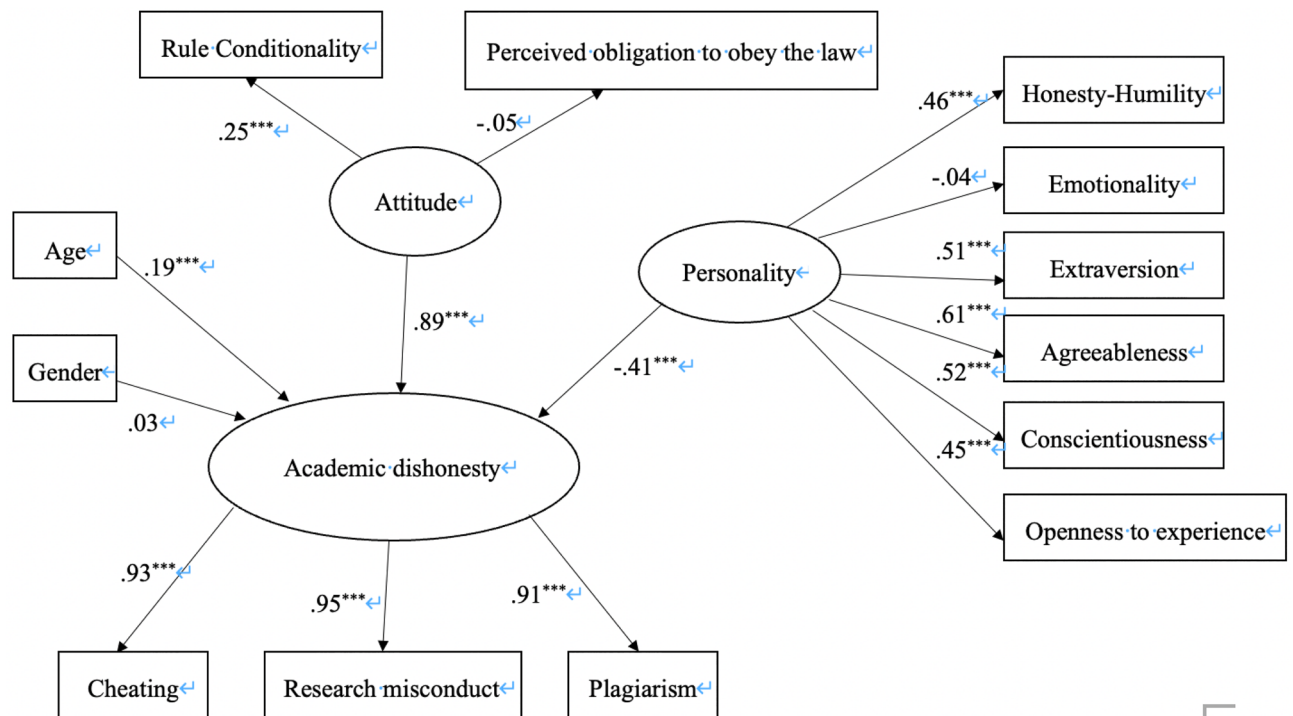 Rule Conditionality
Perceived obligation to obey the law
Honesty-Humility
.46***
.25***
-.05
Emotionality
-.04
Attitude
Age
.19***
Personality
.51***
Extraversion
.61***
.89***
Agreeableness
Gender
-.41***
.52***
.03
Conscientiousness
.45***
Academic dishonesty
Openness to experience
.93***
.95***
.91***
Cheating
Research misconduct
Plagiarism